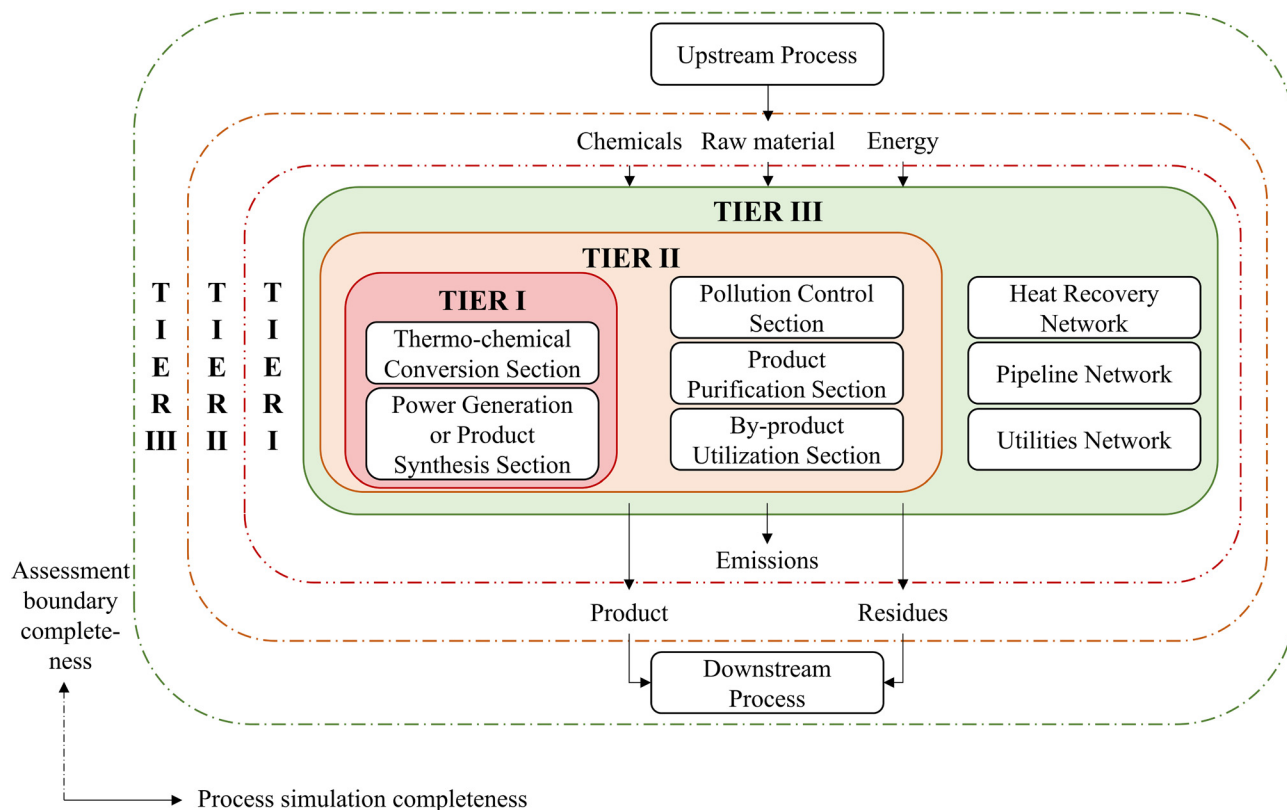 Upstream Process
Chemicals Raw material Energy
TIER III
TIER II
TIER I
Thermo-chemical
Conversion Section
Power Generation
or Product
Synthesis Section
Pollution Control
Section
Product
Purification Section
By-product
Utilization Section
Heat Recovery
Network
Pipeline Network
Utilities Network
T
I
E
R
III
T
I
E
R
II
T
I
E
R
I
Emissions
Product
Residues
Downstream
Process
Assessment
boundary
complete-
ness
Process simulation completeness